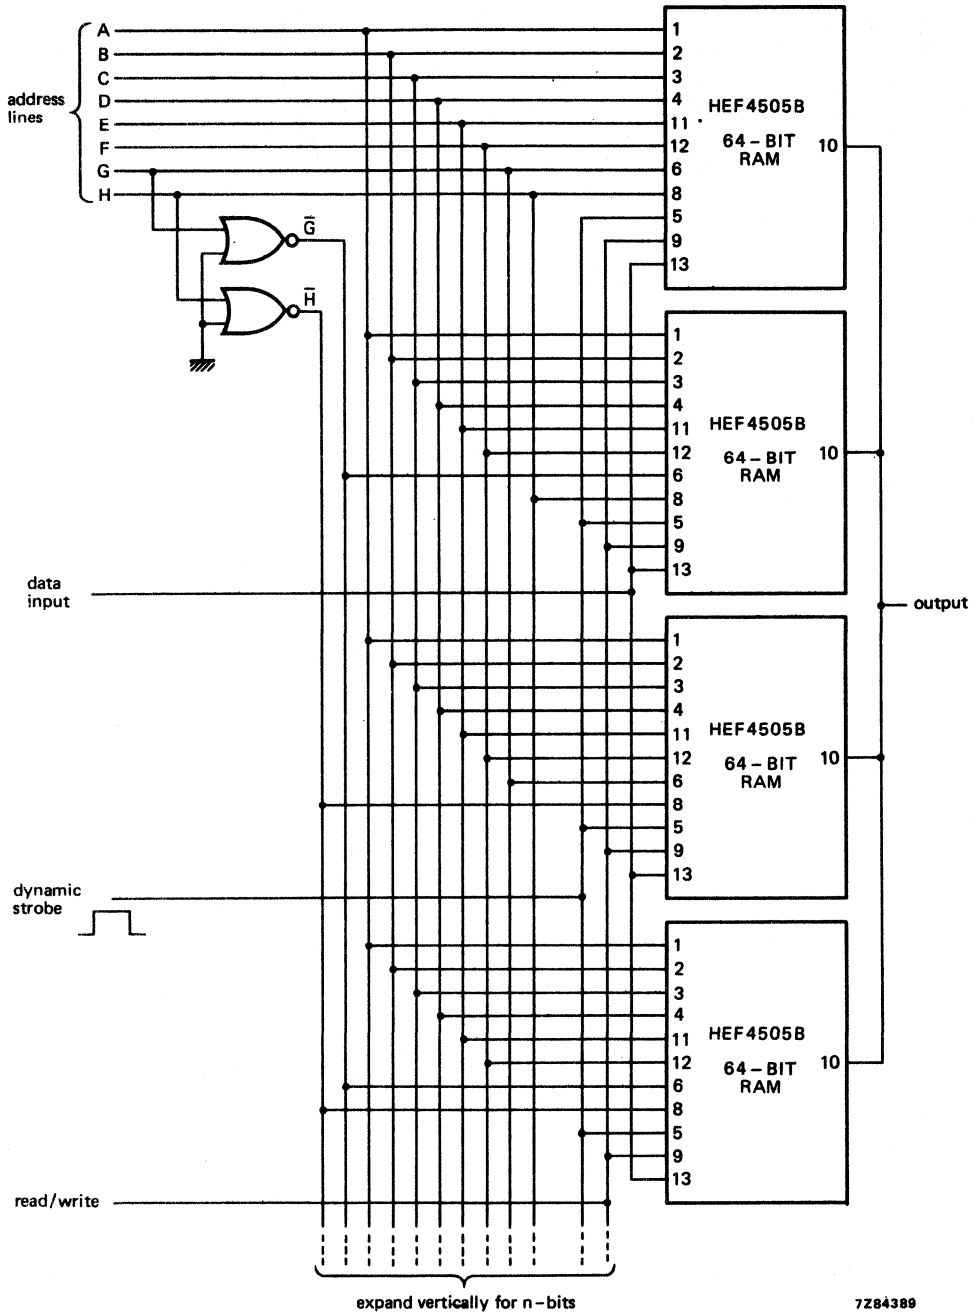 address
lines
A
B
C
D
E
F
G
H
G̅
H̅
1
2
3
4
11
12
6
8
5
9
13
HEF4505B
64-BIT
RAM
10
1
2
3
4
11
12
6
8
5
9
13
HEF4505B
64-BIT
RAM
10
data
input
output
1
2
3
4
11
12
6
8
5
9
13
HEF4505B
64-BIT
RAM
10
dynamic
strobe
1
2
3
4
11
12
6
8
5
9
13
HEF4505B
64-BIT
RAM
10
read/write
expand vertically for n-bits
7Z84389